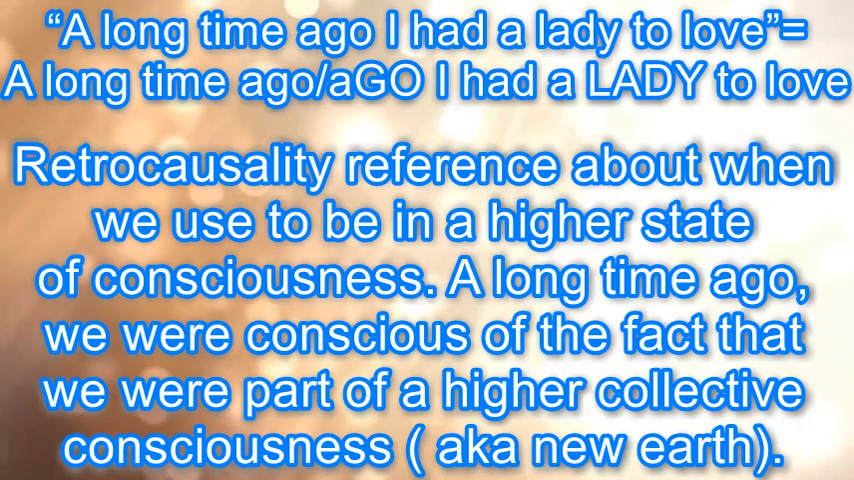 “A long time ago I had a lady to love”=
A long time ago/aGO I had a LADY to love
Retrocausality reference about when
we use to be in a higher state
of consciousness. A long time ago,
we were conscious of the fact that
we were part of a higher collective
consciousness ( aka new earth).